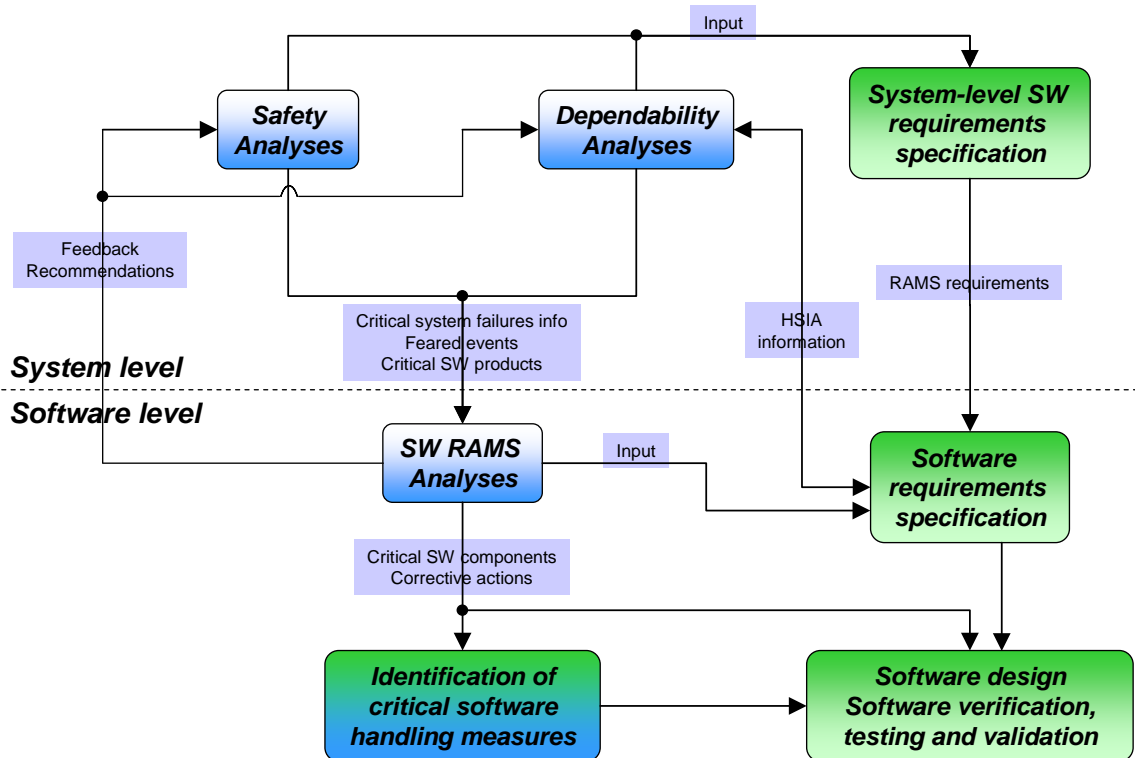 Input
Safety
Analyses
Dependability
Analyses
System-level SW
requirements
specification
Feedback
Recommendations
RAMS requirements
Critical system failures info
Feared events
Critical SW products
HSIA
information
System level
Software level
SW RAMS
Analyses
Input
Software
requirements
specification
Critical SW components
Corrective actions
Identification of
critical software
handling measures
Software design
Software verification,
testing and validation